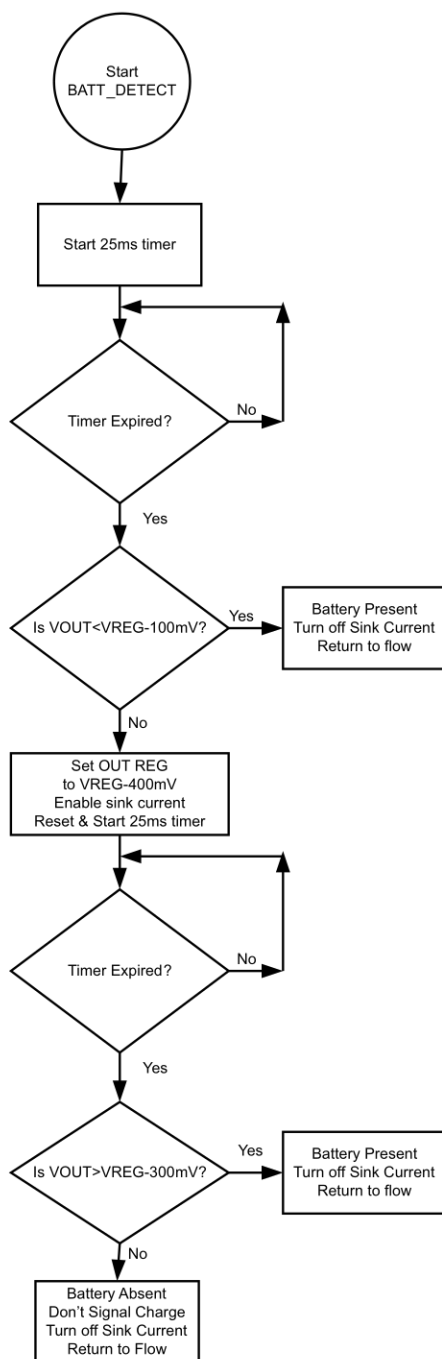 Start
BATT_DETECT
Start 25ms timer
Timer Expired?
No
Yes
Is VOUT<VREG-100mV?
Yes
Battery Present
Turn off Sink Current
Return to flow
No
Set OUT REG
to VREG-400mV
Enable sink current
Reset & Start 25ms timer
Timer Expired?
No
Yes
Is VOUT>VREG-300mV?
Yes
Battery Present
Turn off Sink Current
Return to flow
No
Battery Absent
Don't Signal Charge
Turn off Sink Current
Return to Flow